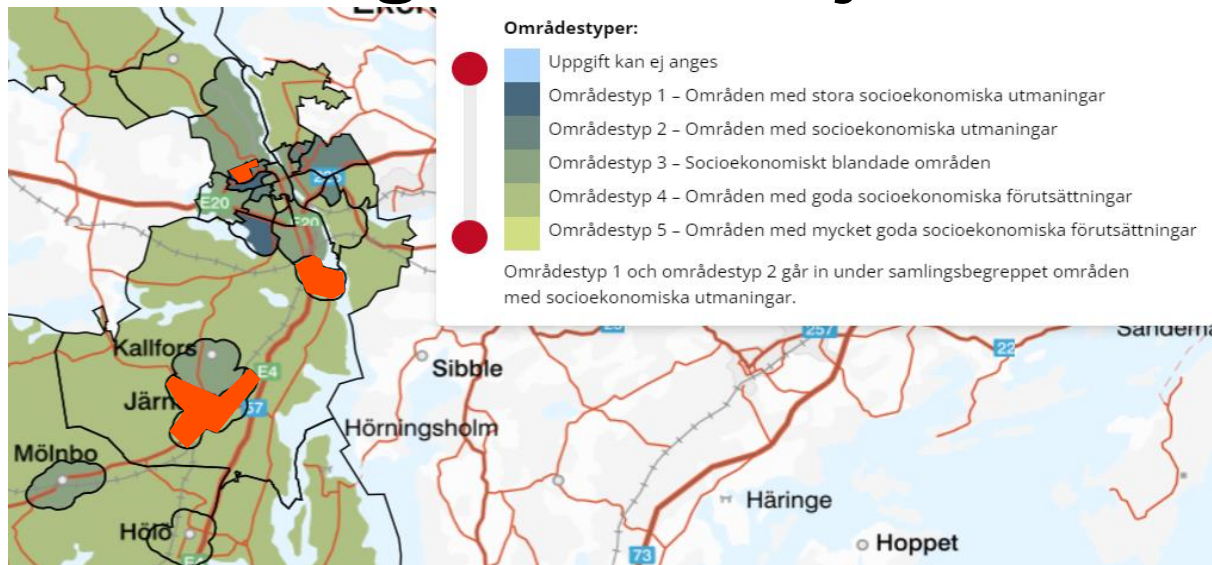 Områdestyper:
Uppgift kan ej anges
Områdestyp 1 – Områden med stora socioekonomiska utmaningar
Områdestyp 2 – Områden med socioekonomiska utmaningar
Områdestyp 3 – Socioekonomiskt blandade områden
Områdestyp 4 – Områden med goda socioekonomiska förutsättningar
Områdestyp 5 – Områden med mycket goda socioekonomiska förutsättningar
Områdestyp 1 och områdestyp 2 går in under samlingsbegreppet områden
med socioekonomiska utmaningar.
E20
E20
257
22
Kallfors
Sibble
E4
Järn
57
Hörningsholm
Mölnbo
Häringe
Hölö
Hoppet
73